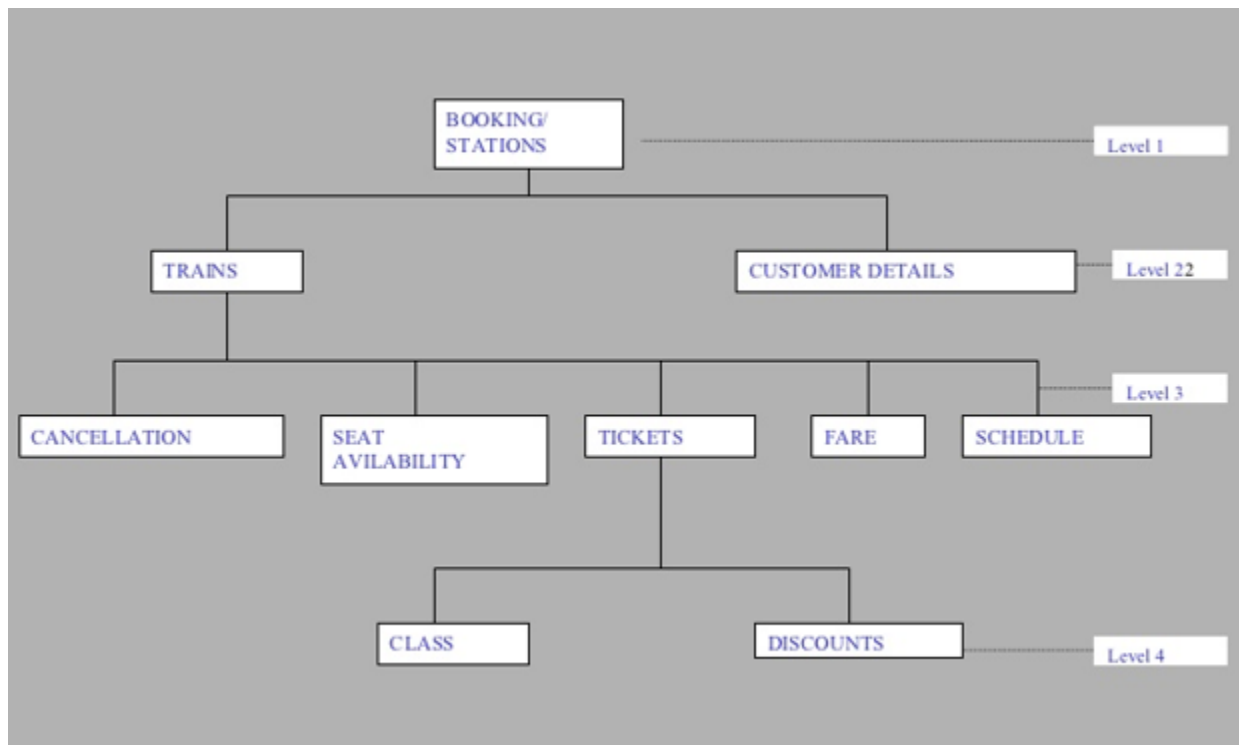 BOOKING/
STATIONS
Level 1
TRAINS
CUSTOMER DETAILS
Level 22
Level 3
CANCELLATION
SEAT
AVILABILITY
TICKETS
FARE
SCHEDULE
CLASS
DISCOUNTS
Level 4